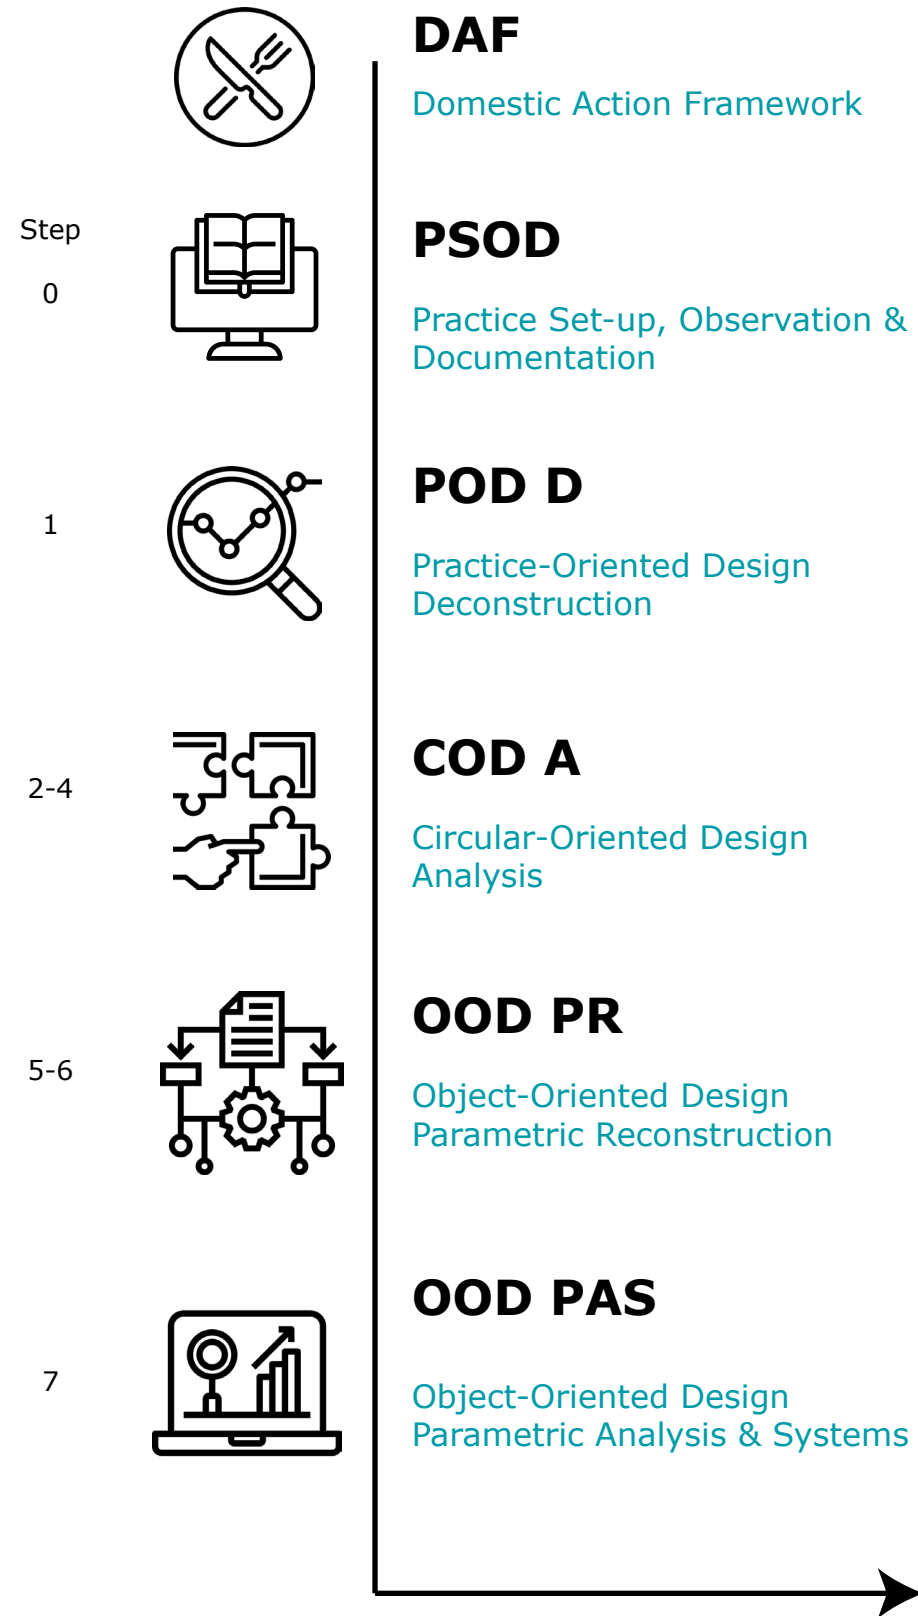 DAF
Domestic Action Framework
Step
0
PSOD
Practice Set-up, Observation &
Documentation
1
POD D
Practice-Oriented Design
Deconstruction
2-4
COD A
Circular-Oriented Design
Analysis
5-6
OOD PR
Object-Oriented Design
Parametric Reconstruction
7
OOD PAS
Object-Oriented Design
Parametric Analysis & Systems